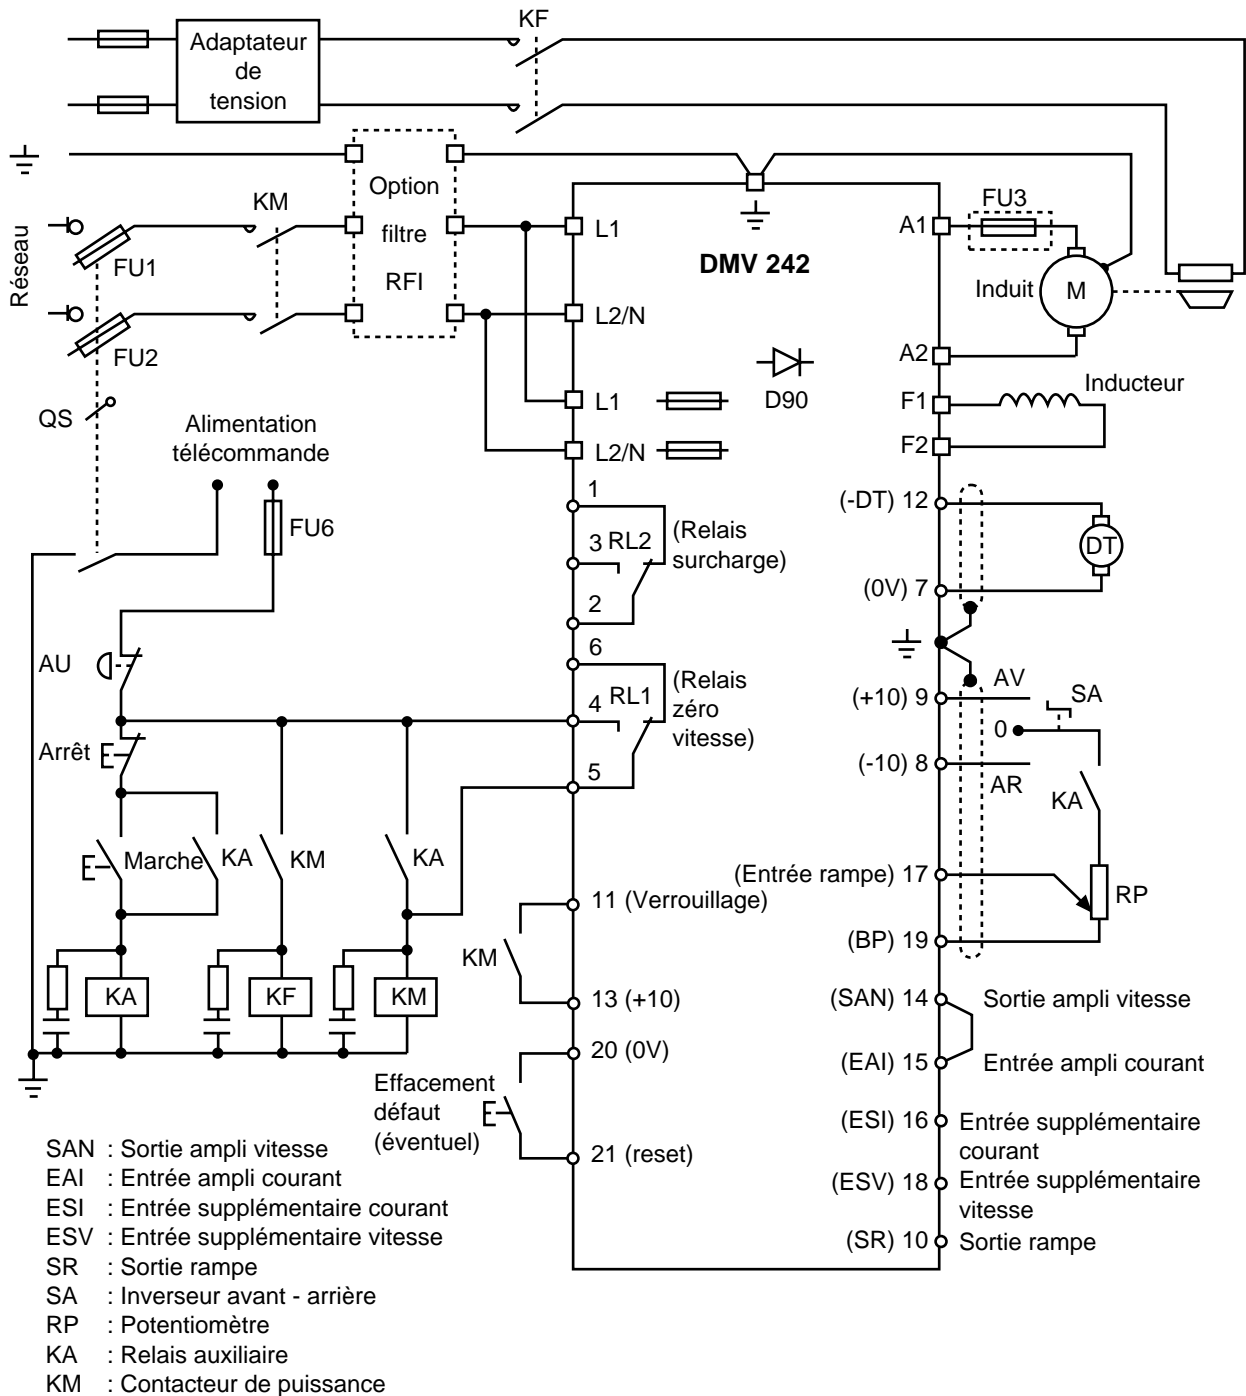 KF
Adaptateur
de
tension
Option
filtre
RFI
KM
Réseau
FU1
FU2
QS
L1
L2/N
L1
L2/N
DMV 242
D90
A1
FU3
Induit
M
A2
F1
Inducteur
F2
Alimentation
télécommande
FU6
1
3 RL2
(Relais
surcharge)
2
6
4 RL1
(Relais
zéro
vitesse)
5
(-DT) 12
DT
(0V) 7
AV
(+10) 9
SA
0
(-10) 8
AR
KA
(Entrée rampe) 17
RP
(BP) 19
AU
Arrêt
Marche
KA
KM
KA
KA
KF
KM
11 (Verrouillage)
KM
13 (+10)
20 (0V)
Effacement
défaut
(éventuel)
21 (reset)
(SAN) 14
Sortie ampli vitesse
(EAI) 15
Entrée ampli courant
(ESI) 16
Entrée supplémentaire
courant
(ESV) 18
Entrée supplémentaire
vitesse
(SR) 10
Sortie rampe
SAN : Sortie ampli vitesse
EAI : Entrée ampli courant
ESI : Entrée supplémentaire courant
ESV : Entrée supplémentaire vitesse
SR : Sortie rampe
SA : Inverseur avant - arrière
RP : Potentiomètre
KA : Relais auxiliaire
KM : Contacteur de puissance